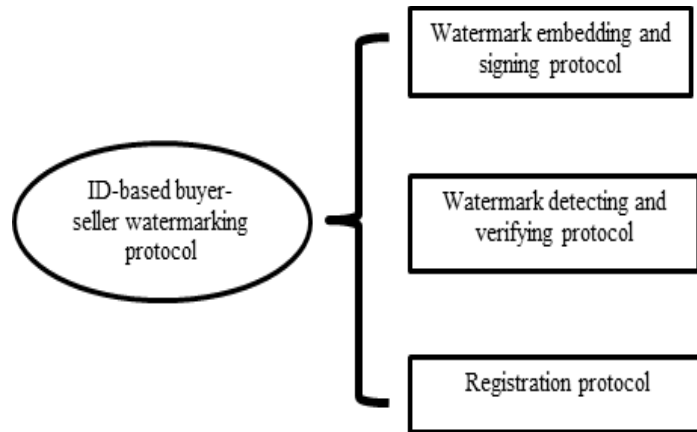 Watermark embedding and
signing protocol
ID-based buyer-
seller watermarking
protocol
Watermark detecting and
verifying protocol
Registration protocol